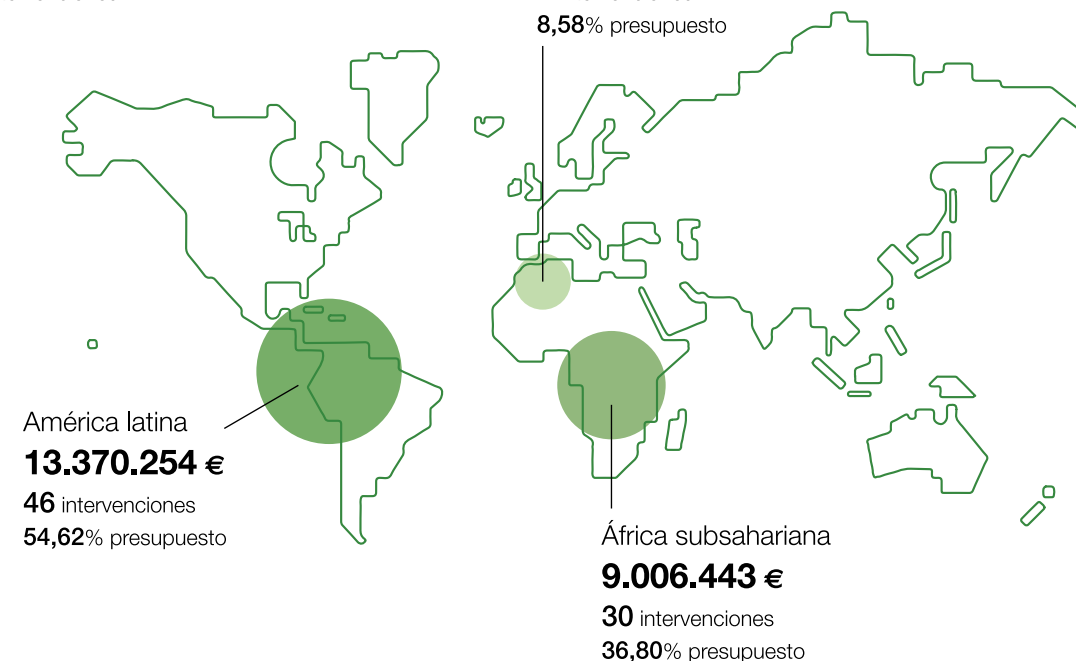 8,58% presupuesto
América latina
13.370.254 €
46 intervenciones
54,62% presupuesto
África subsahariana
9.006.443 €
30 intervenciones
36,80% presupuesto